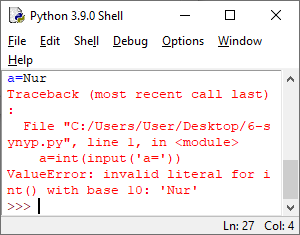 Python 3.9.0 Shell
File Edit Shell Debug Options Window
Help
a=Nur
Traceback (most recent call last)
:
  File "C:/Users/User/Desktop/6-s
ynyp.py", line 1, in <module>
    a=int(input('a='))
ValueError: invalid literal for i
nt() with base 10: 'Nur'
>>>
Ln: 27 Col: 4